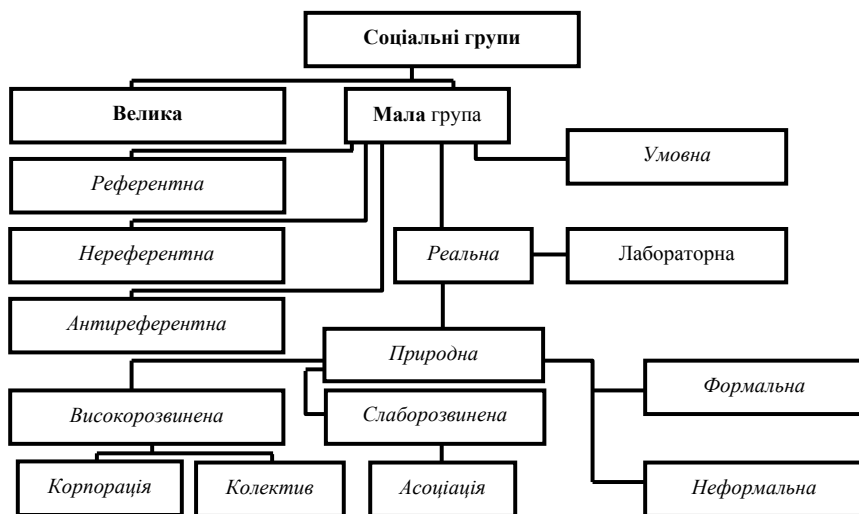 Соціальні групи
Велика
Мала група
Умовна
Референтна
Нереферентна
Реальна
Лабораторна
Антиреферентна
Природна
Формальна
Високорозвинена
Слаборозвинена
Корпорація
Колектив
Асоціація
Неформальна